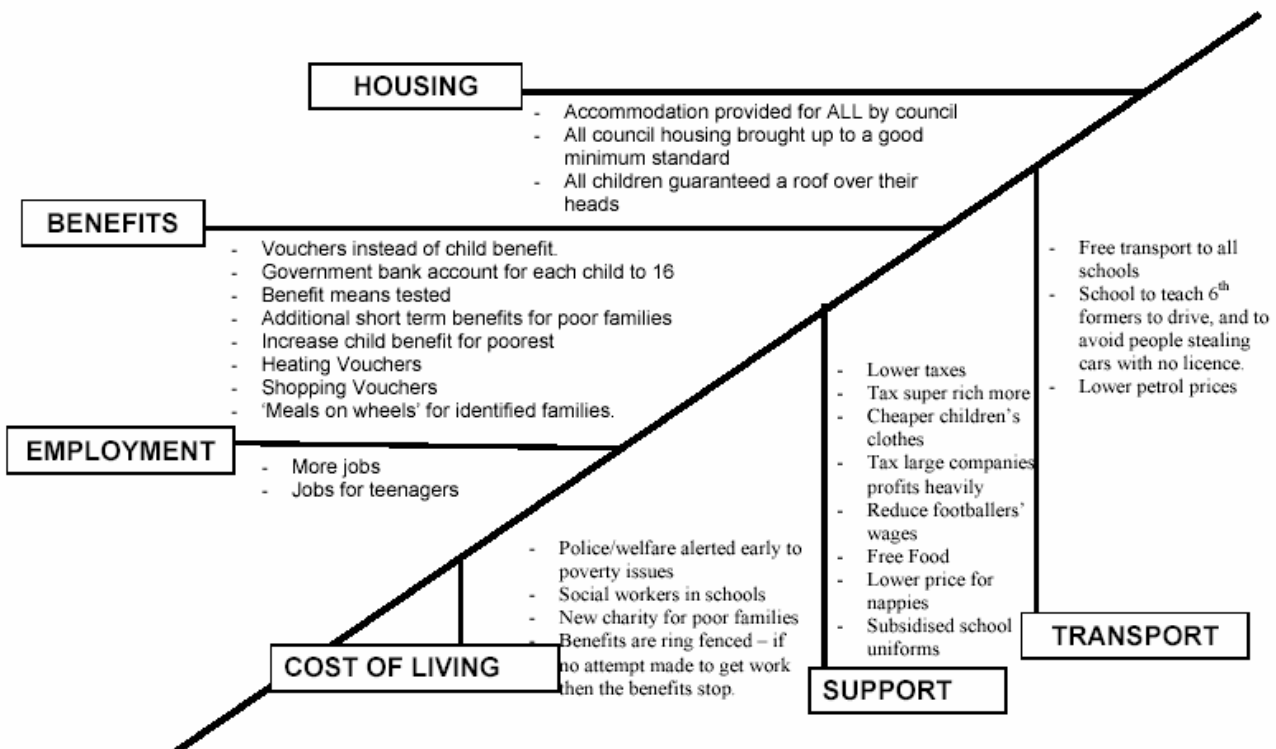 HOUSING
- Accommodation provided for ALL by council
- All council housing brought up to a good
minimum standard
- All children guaranteed a roof over their
heads
BENEFITS
- Vouchers instead of child benefit.
- Government bank account for each child to 16
- Benefit means tested
- Additional short term benefits for poor families
- Increase child benefit for poorest
- Heating Vouchers
- Shopping Vouchers
- ‘Meals on wheels’ for identified families.
EMPLOYMENT
- More jobs
- Jobs for teenagers
- Police/welfare alerted early to
poverty issues
- Social workers in schools
- New charity for poor families
- Benefits are ring fenced – if
no attempt made to get work
then the benefits stop.
COST OF LIVING
- Lower taxes
- Tax super rich more
- Cheaper children’s
clothes
- Tax large companies
profits heavily
- Reduce footballers’
wages
- Free Food
- Lower price for
nappies
- Subsidised school
uniforms
SUPPORT
- Free transport to all
schools
- School to teach 6th
formers to drive, and to
avoid people stealing
cars with no licence.
- Lower petrol prices
TRANSPORT